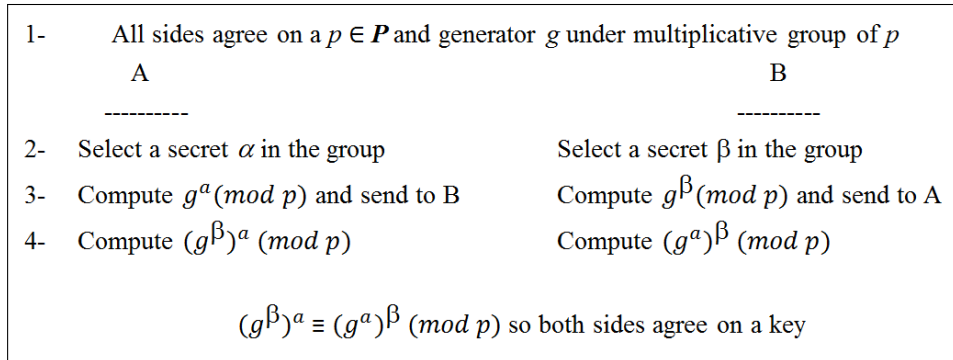 1- All sides agree on a p ∈ P and generator g under multiplicative group of p
A B
---------- ----------
2- Select a secret α in the group Select a secret β in the group
3- Compute g^a (mod p) and send to B Compute g^β (mod p) and send to A
4- Compute (g^β)^a (mod p) Compute (g^a)^β (mod p)
(g^β)^a ≡ (g^a)^β (mod p) so both sides agree on a key